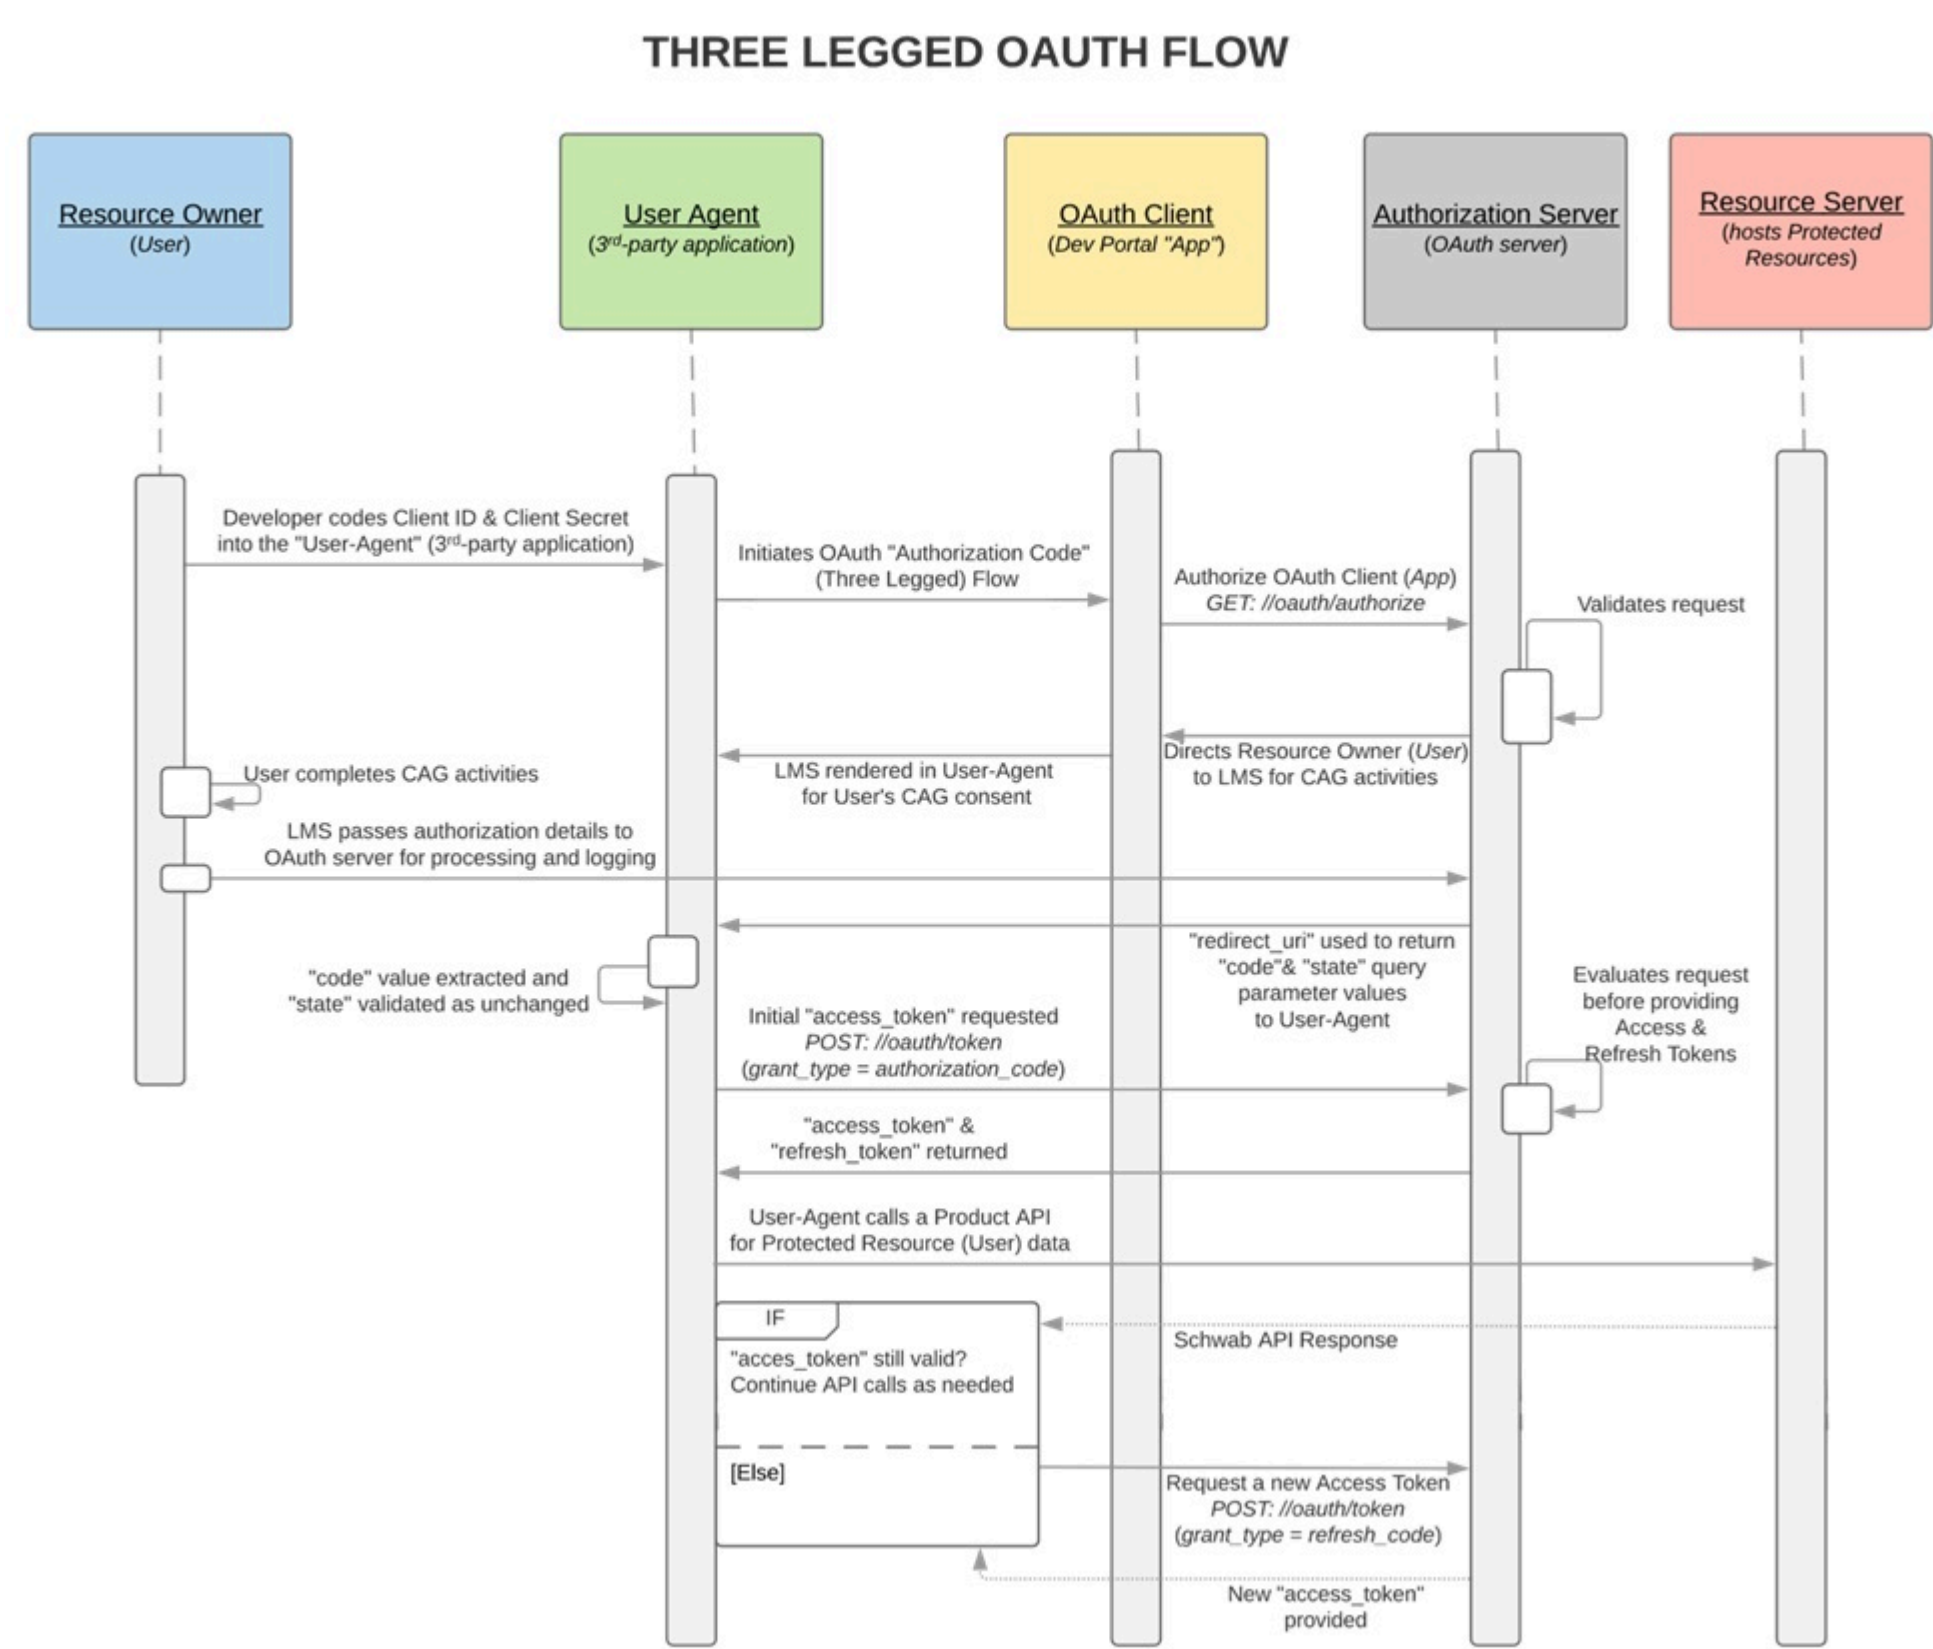 THREE LEGGED OAUTH FLOW
Resource Owner
(User)
User Agent
(3rd-party application)
OAuth Client
(Dev Portal "App")
Authorization Server
(OAuth server)
Resource Server
(hosts Protected
Resources)
Developer codes Client ID & Client Secret
into the "User-Agent" (3rd-party application)
Initiates OAuth "Authorization Code"
(Three Legged) Flow
Authorize OAuth Client (App)
GET: //oauth/authorize
Validates request
Directs Resource Owner (User)
to LMS for CAG activities
LMS rendered in User-Agent
for User's CAG consent
User completes CAG activities
LMS passes authorization details to
OAuth server for processing and logging
"redirect_uri" used to return
"code"& "state" query
parameter values
to User-Agent
"code" value extracted and
"state" validated as unchanged
Initial "access_token" requested
POST: //oauth/token
(grant_type = authorization_code)
Evaluates request
before providing
Access &
Refresh Tokens
"access_token" &
"refresh_token" returned
User-Agent calls a Product API
for Protected Resource (User) data
IF
Schwab API Response
"acces_token" still valid?
Continue API calls as needed
[Else]
Request a new Access Token
POST: //oauth/token
(grant_type = refresh_code)
New "access_token"
provided